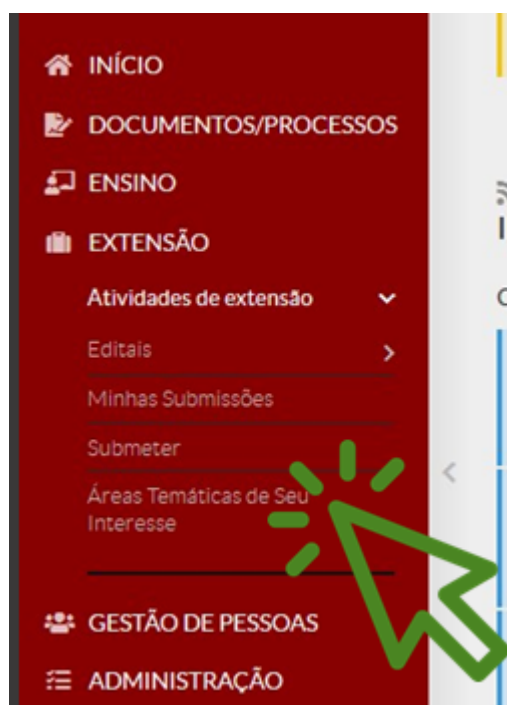 INÍCIO
DOCUMENTOS/PROCESSOS
ENSINO
EXTENSÃO
Atividades de extensão
Editais
Minhas Submissões
Submeter
Áreas Temáticas de Seu
Interesse
GESTÃO DE PESSOAS
ADMINISTRAÇÃO